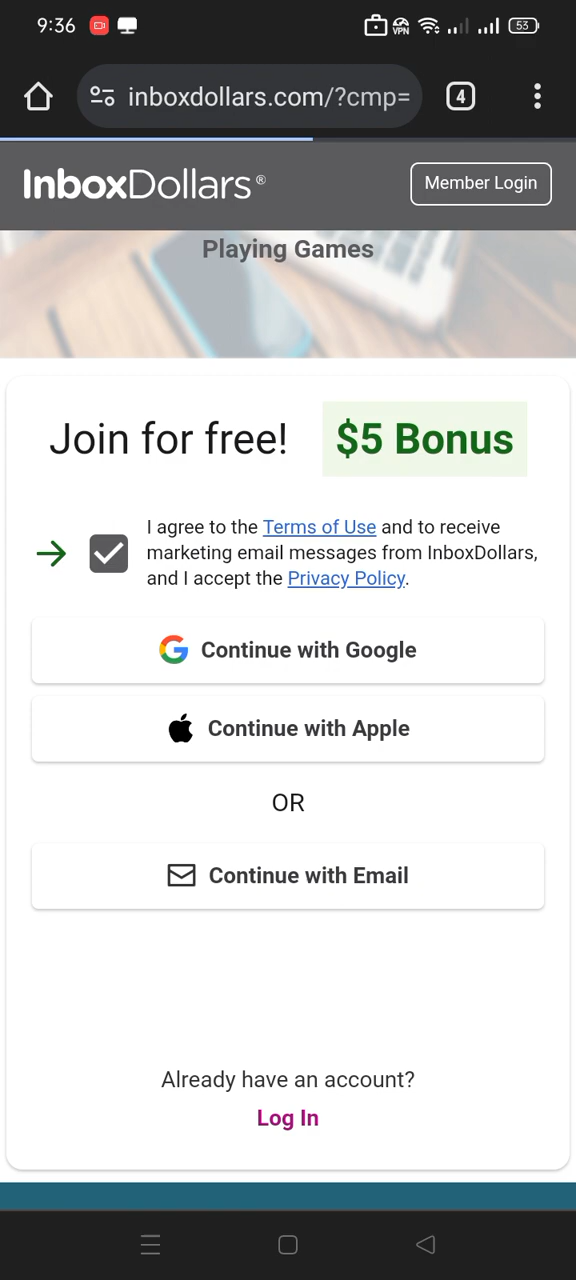 9:36
VPN
53
inboxdollars.com/?cmp=
4
InboxDollars®
Member Login
Playing Games
Join for free!
$5 Bonus
I agree to the Terms of Use and to receive
marketing email messages from InboxDollars,
and I accept the Privacy Policy.
Continue with Google
Continue with Apple
OR
Continue with Email
Already have an account?
Log In